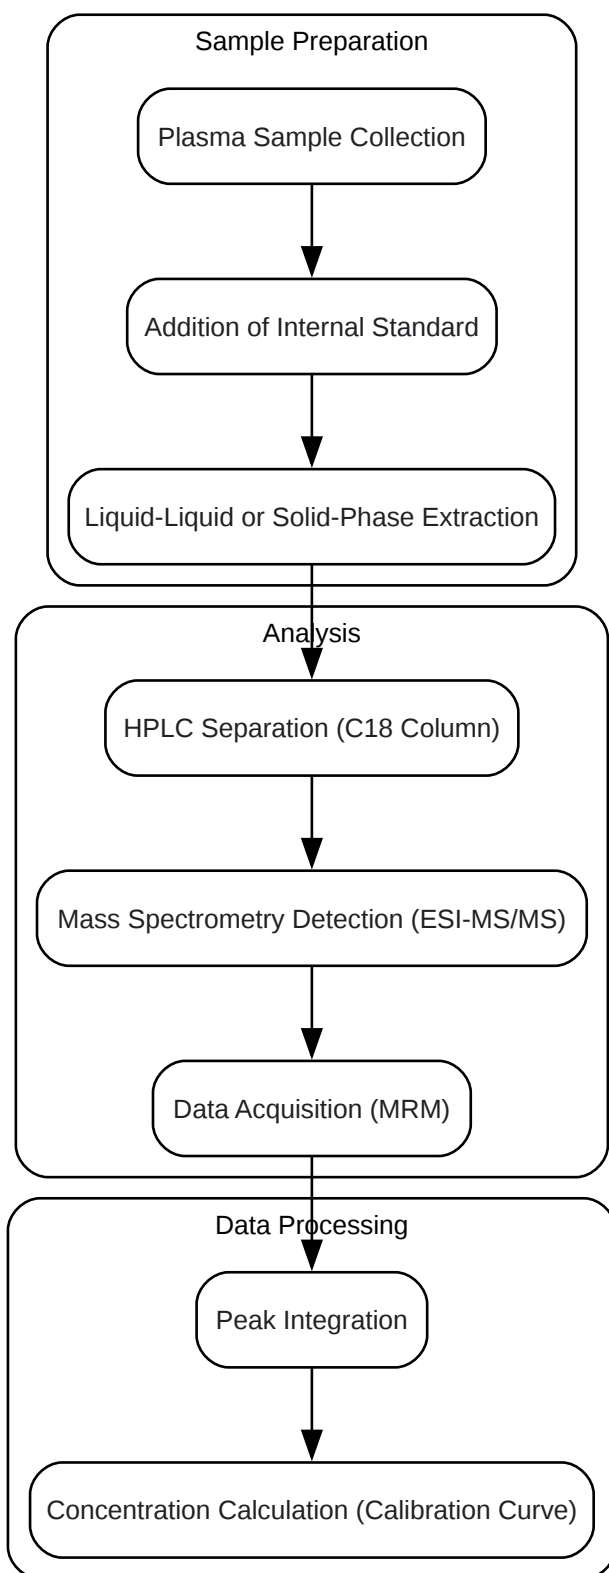 Sample Preparation
Plasma Sample Collection
Addition of Internal Standard
Liquid-Liquid or Solid-Phase Extraction
Analysis
HPLC Separation (C18 Column)
Mass Spectrometry Detection (ESI-MS/MS)
Data Acquisition (MRM)
Data Processing
Peak Integration
Concentration Calculation (Calibration Curve)